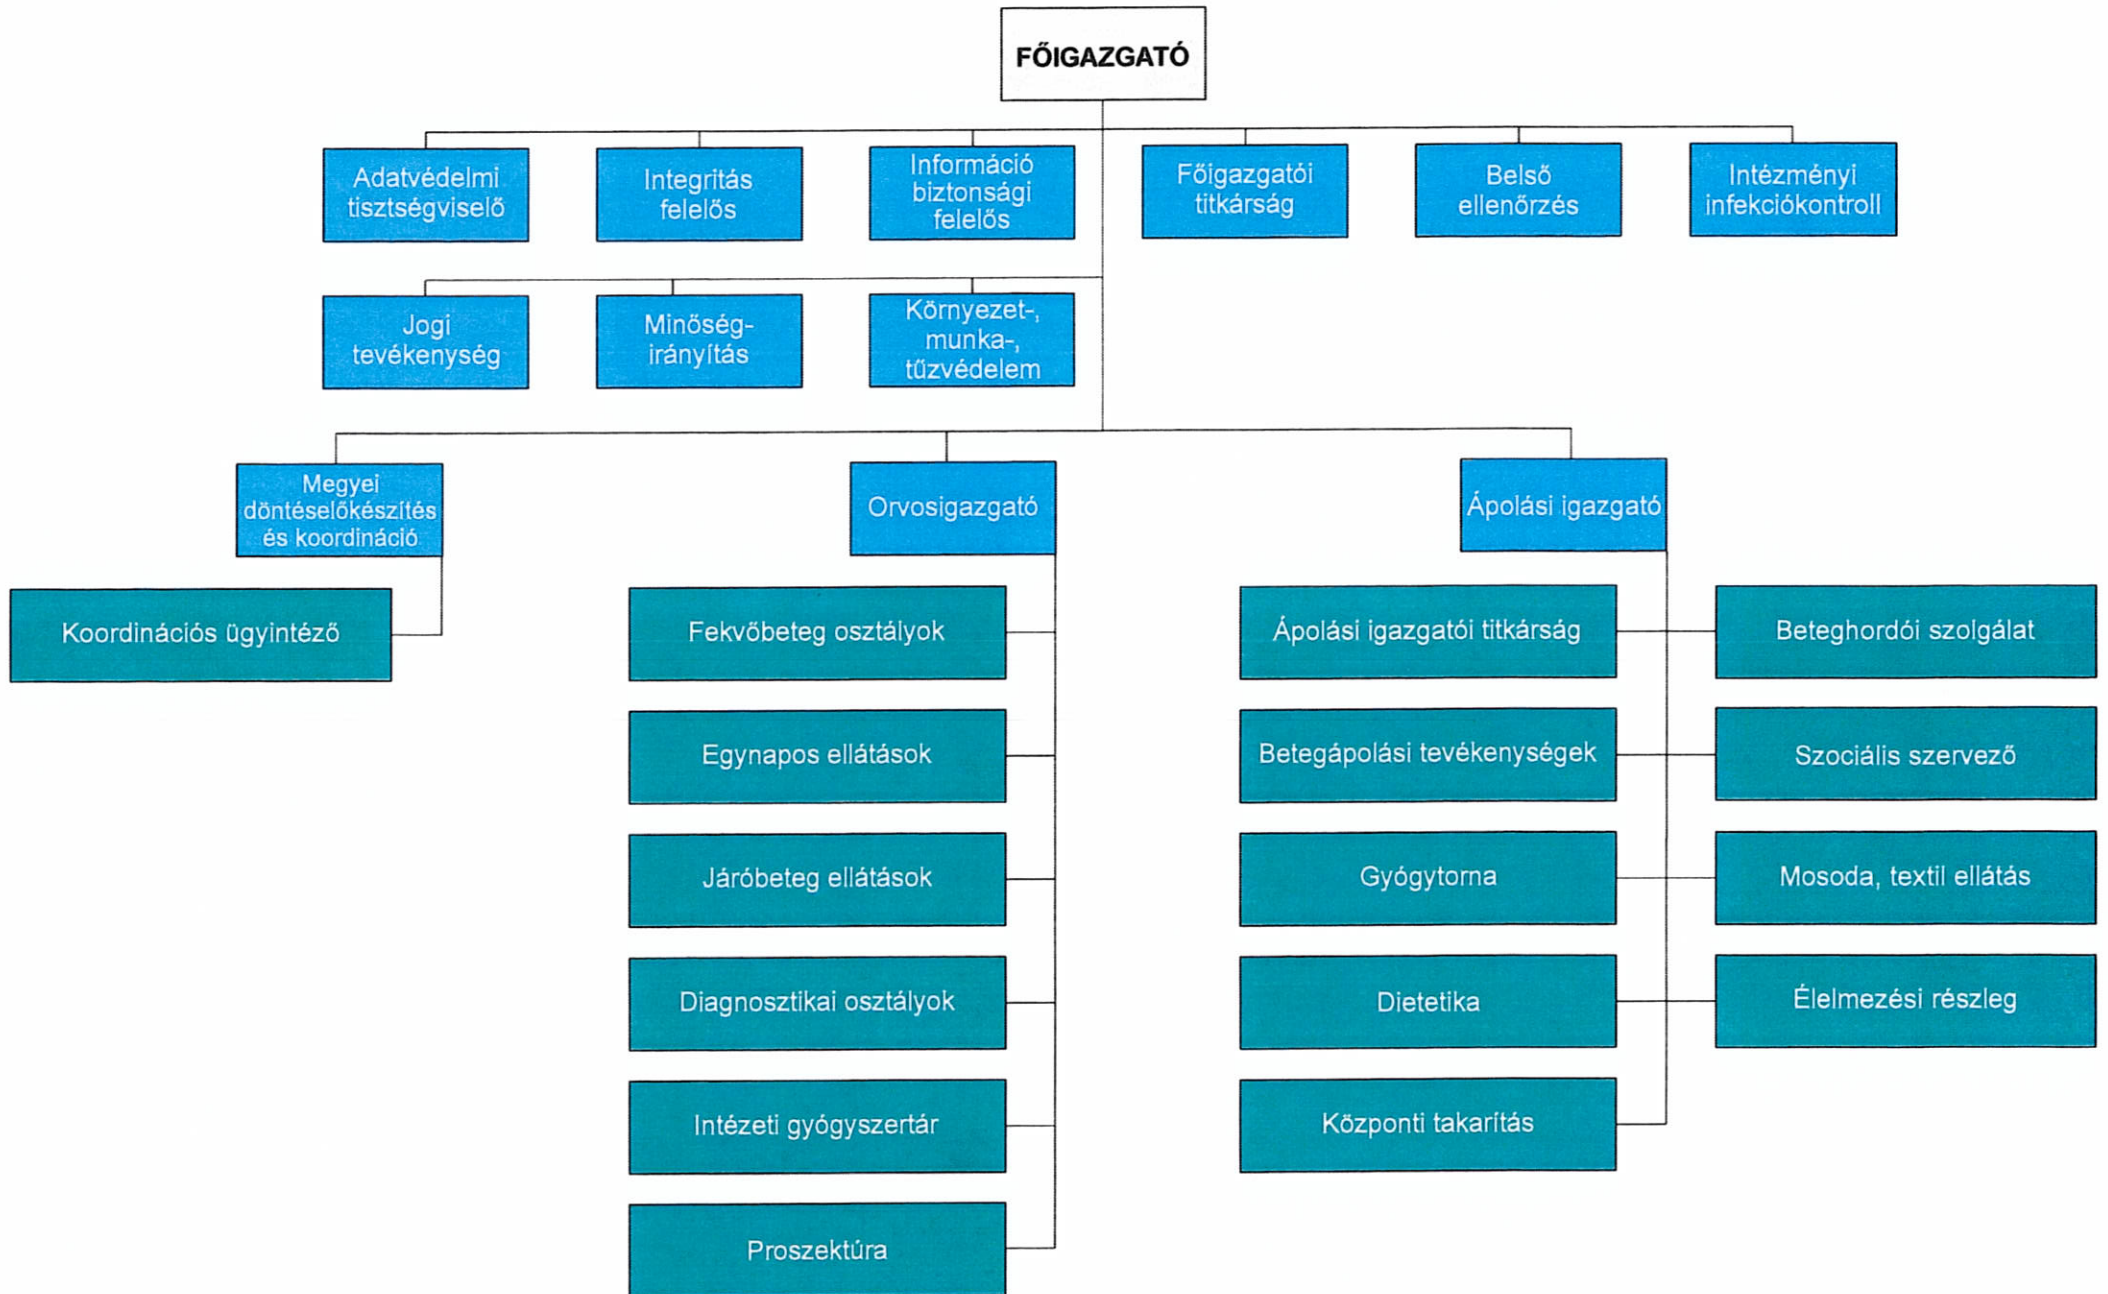 FŐIGAZGATÓ
Adatvédelmi
tisztségviselő
Integritás
felelős
Információ
biztonsági
felelős
Főigazgatói
titkárság
Belső
ellenőrzés
Intézményi
infekciókontroll
Jogi
tevékenység
Minőség-
irányítás
Környezet-,
munka-,
tűzvédelem
Megyei
döntéselőkészítés
és koordináció
Orvosigazgató
Ápolási igazgató
Koordinációs ügyintéző
Fekvőbeteg osztályok
Egynapos ellátások
Járóbeteg ellátások
Diagnosztikai osztályok
Intézeti gyógyszertár
Proszektúra
Ápolási igazgatói titkárság
Betegápolási tevékenységek
Gyógytorna
Dietetika
Központi takarítás
Beteghordói szolgálat
Szociális szervező
Mosoda, textil ellátás
Élelmezési részleg